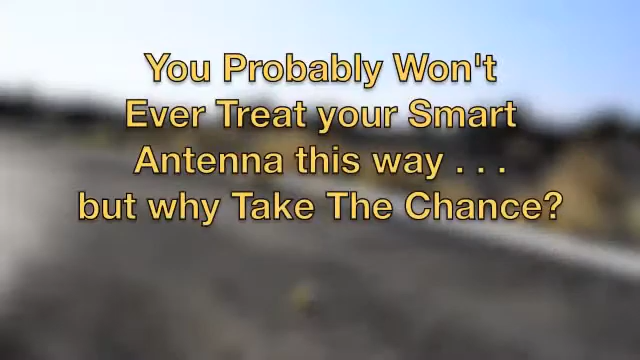 You Probably Won't
Ever Treat your Smart
Antenna this way . . .
but why Take The Chance?